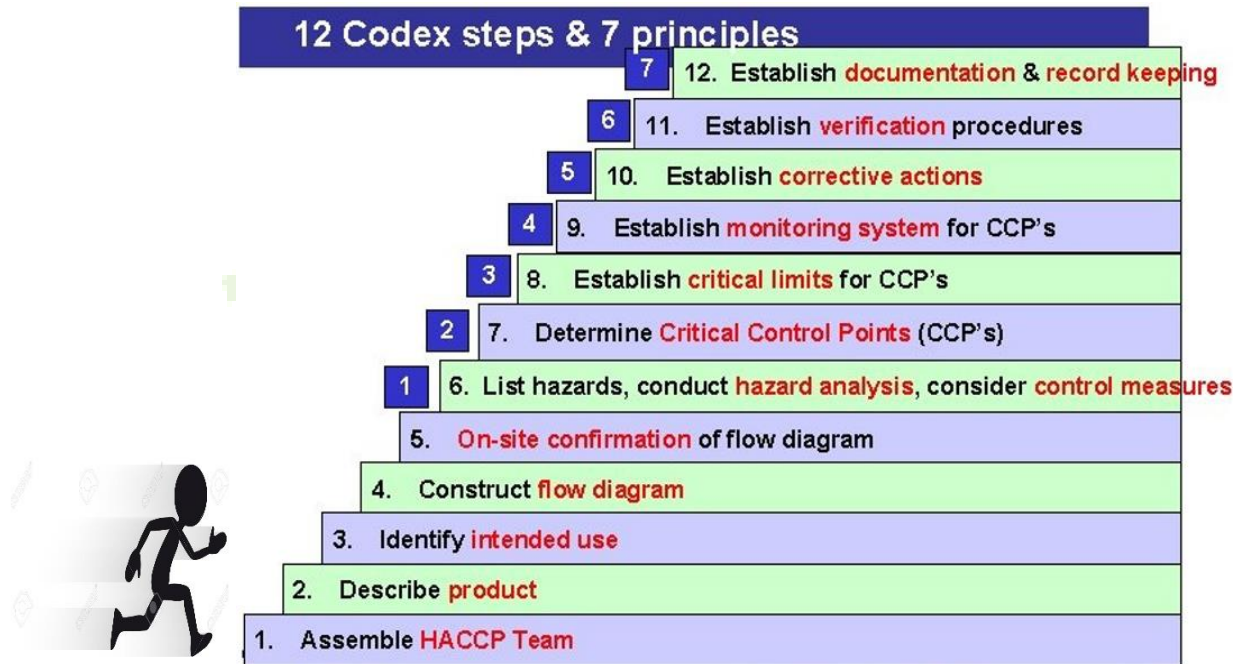 12 Codex steps & 7 principles
7 12. Establish documentation & record keeping
6 11. Establish verification procedures
5 10. Establish corrective actions
4 9. Establish monitoring system for CCP's
3 8. Establish critical limits for CCP's
2 7. Determine Critical Control Points (CCP's)
1 6. List hazards, conduct hazard analysis, consider control measures
5. On-site confirmation of flow diagram
4. Construct flow diagram
3. Identify intended use
2. Describe product
1. Assemble HACCP Team